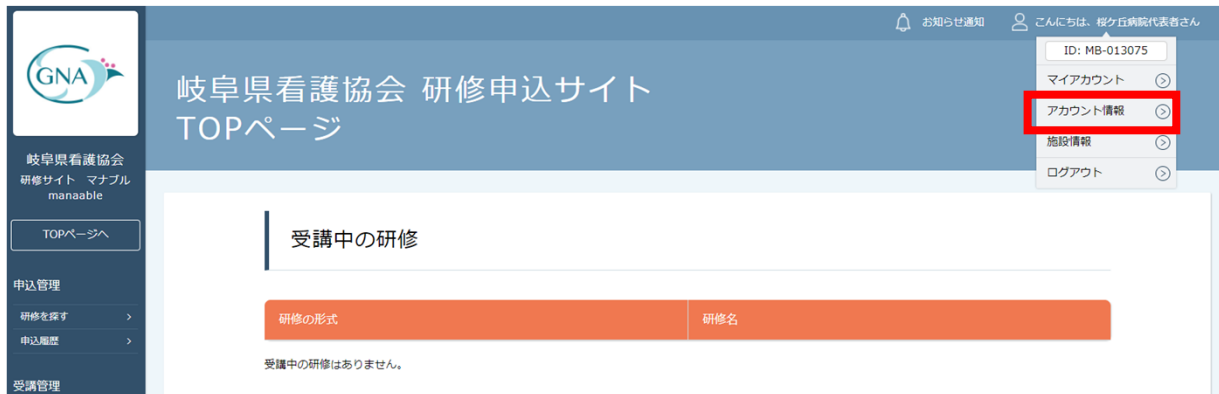 GNA
岐阜県看護協会
研修サイト マナブル
manaable
TOPページへ
申込管理
研修を探す
申込履歴
受講管理
お知らせ通知
こんにちは、桜ケ丘病院代表者さん
ID: MB-013075
マイアカウント
アカウント情報
施設情報
ログアウト
岐阜県看護協会 研修申込サイト
TOPページ
受講中の研修
研修の形式 研修名
受講中の研修はありません。